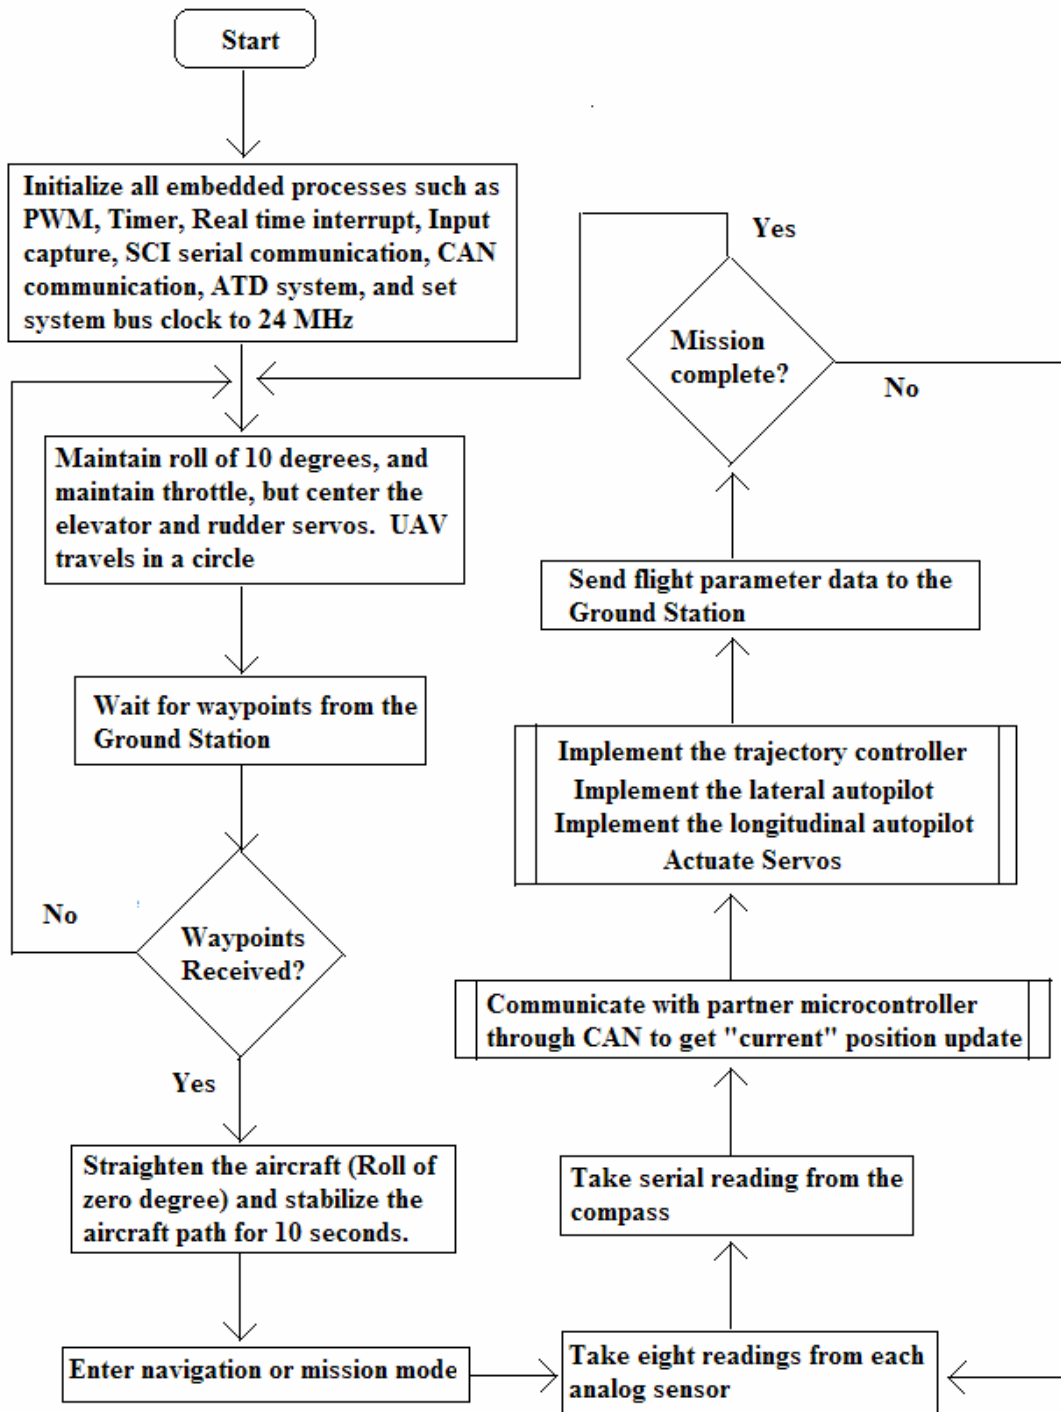 Start
Initialize all embedded processes such as
PWM, Timer, Real time interrupt, Input
capture, SCI serial communication, CAN
communication, ATD system, and set
system bus clock to 24 MHz
Maintain roll of 10 degrees, and
maintain throttle, but center the
elevator and rudder servos.  UAV
travels in a circle
Wait for waypoints from the
Ground Station
No
Waypoints
Received?
Yes
Straighten the aircraft (Roll of
zero degree) and stabilize the
aircraft path for 10 seconds.
Enter navigation or mission mode
Take eight readings from each
analog sensor
Take serial reading from the
compass
Communicate with partner microcontroller
through CAN to get "current" position update
Implement the trajectory controller
Implement the lateral autopilot
Implement the longitudinal autopilot
Actuate Servos
Send flight parameter data to the
Ground Station
Mission
complete?
Yes
No